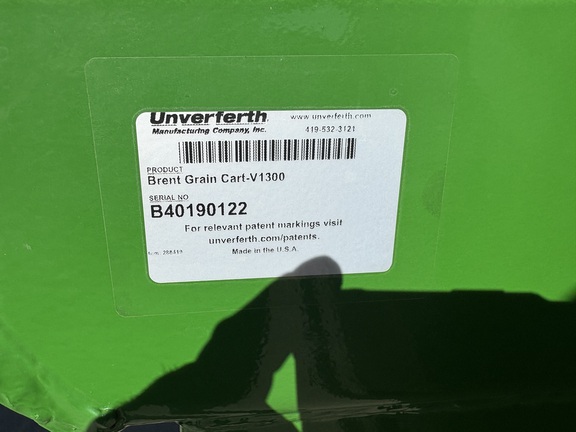 Unverferth
www.unverferth.com
Manufacturing Company, Inc.
419-532-3121
PRODUCT
Brent Grain Cart-V1300
SERIAL NO
B40190122
For relevant patent markings visit
unverferth.com/patents.
Made in the U.S.A.